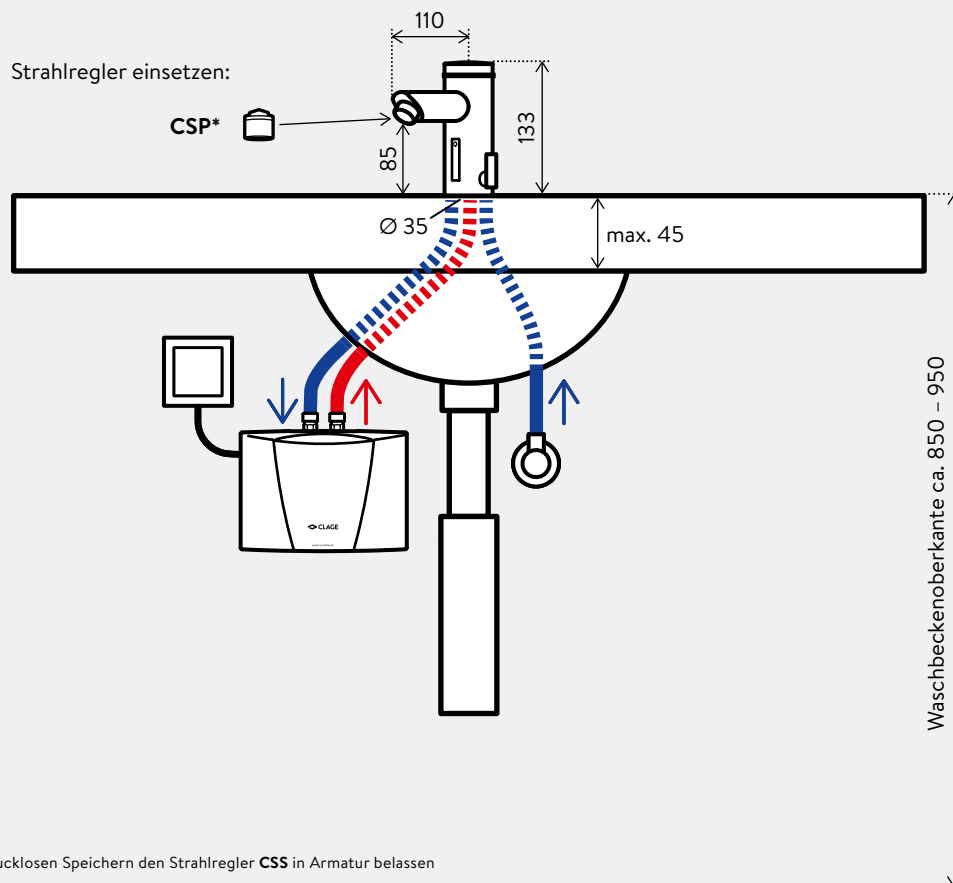 110
Strahlregler einsetzen:
CSP*
133
85
Ø 35
max. 45
Waschbeckenoberkante ca. 850 – 950
CLAGE
drucklosen Speichern den Strahlregler CSS in Armatur belassen